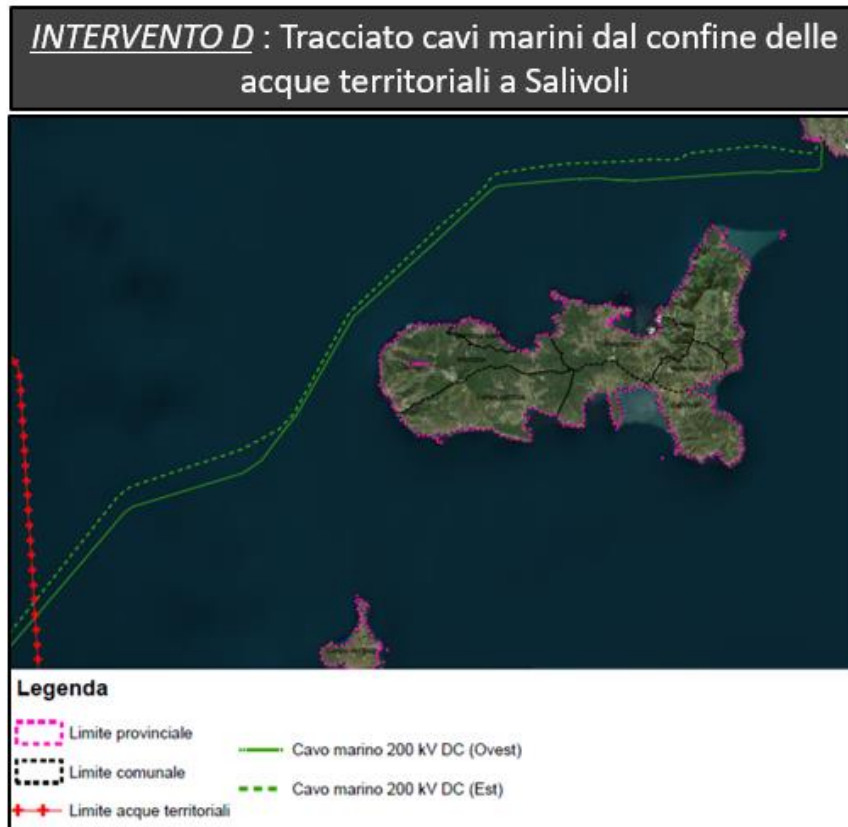 INTERVENTO D : Tracciato cavi marini dal confine delle
acque territoriali a Salivoli
Legenda
Limite provinciale
Limite comunale
Limite acque territoriali
Cavo marino 200 kV DC (Ovest)
Cavo marino 200 kV DC (Est)